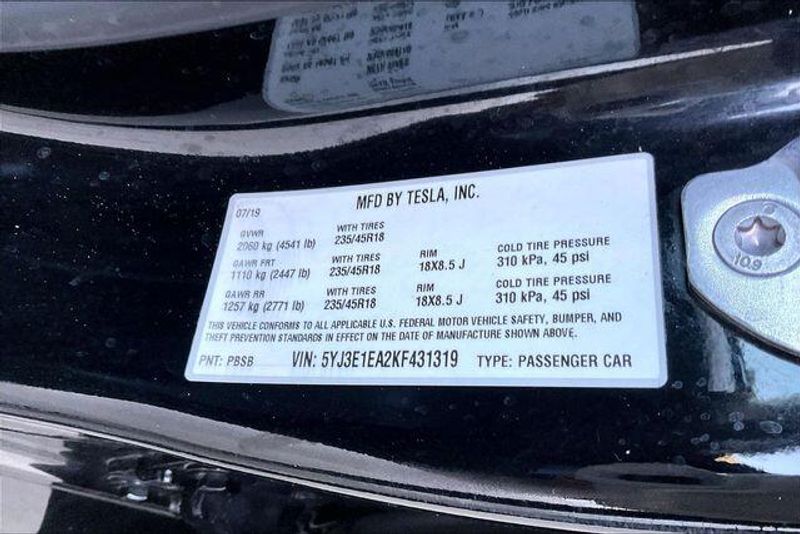 MFD BY TESLA, INC.
07/19
GVWR WITH TIRES
2060 kg (4541 lb) 235/45R18
GAWR FRT WITH TIRES RIM COLD TIRE PRESSURE
1110 kg (2447 lb) 235/45R18 18X8.5 J 310 kPa, 45 psi
GAWR RR WITH TIRES RIM COLD TIRE PRESSURE
1257 kg (2771 lb) 235/45R18 18X8.5 J 310 kPa, 45 psi
THIS VEHICLE CONFORMS TO ALL APPLICABLE U.S. FEDERAL MOTOR VEHICLE SAFETY, BUMPER, AND
THEFT PREVENTION STANDARDS IN EFFECT ON THE DATE OF MANUFACTURE SHOWN ABOVE.
PNT: PBSB VIN: 5YJ3E1EA2KF431319 TYPE: PASSENGER CAR
10.9